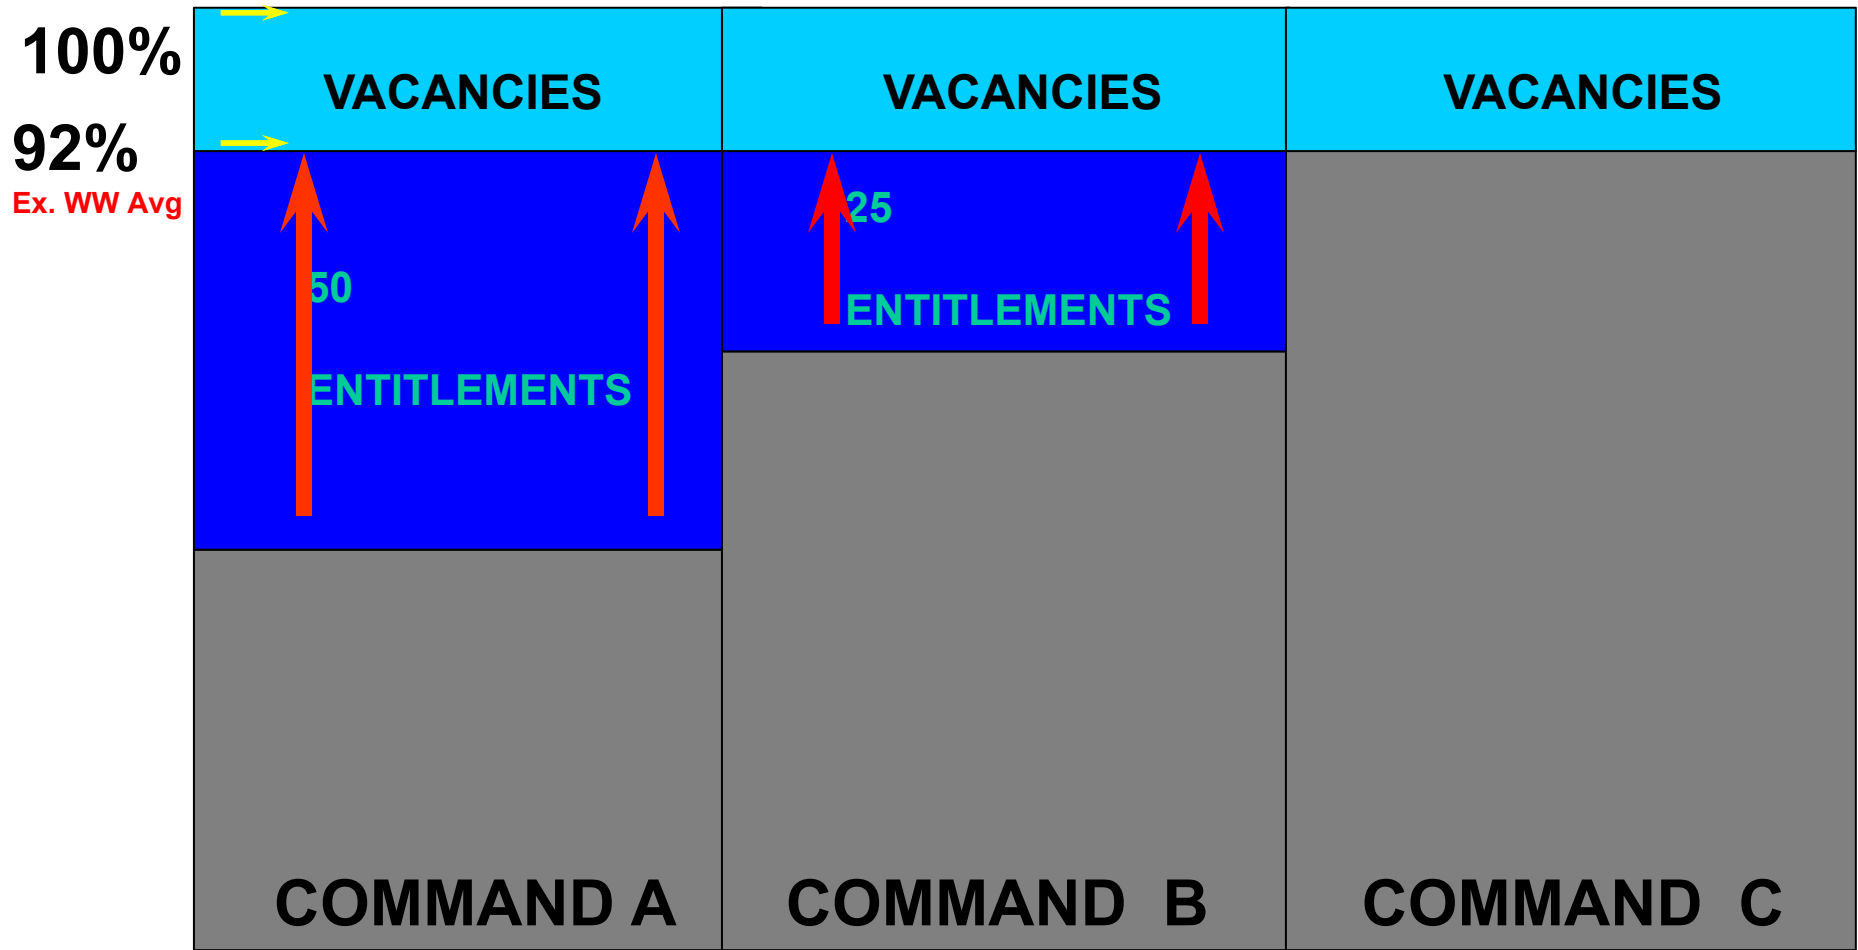 100%
VACANCIES
VACANCIES
VACANCIES
92%
Ex. WW Avg
50
ENTITLEMENTS
25
ENTITLEMENTS
COMMAND A
COMMAND B
COMMAND C